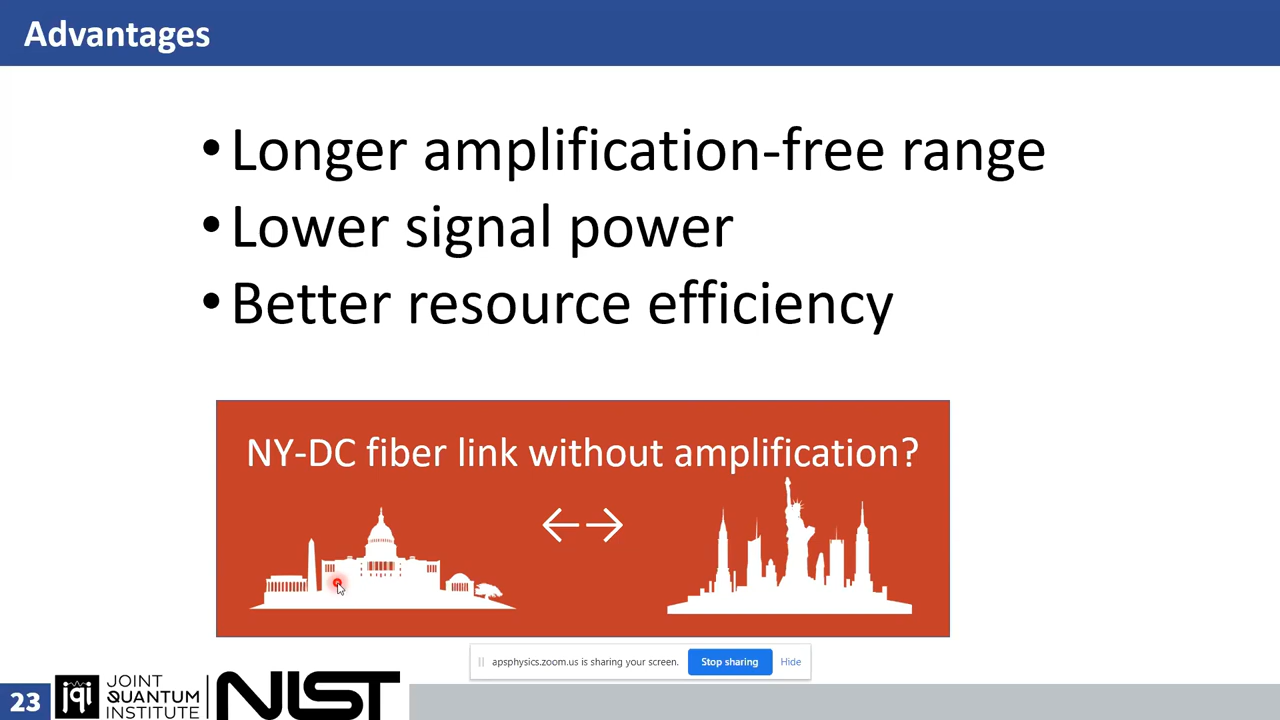 Advantages
• Longer amplification-free range
• Lower signal power
• Better resource efficiency
NY-DC fiber link without amplification?
apsphysics.zoom.us is sharing your screen. Stop sharing Hide
23
jqi
JOINT
QUANTUM
INSTITUTE
NIST